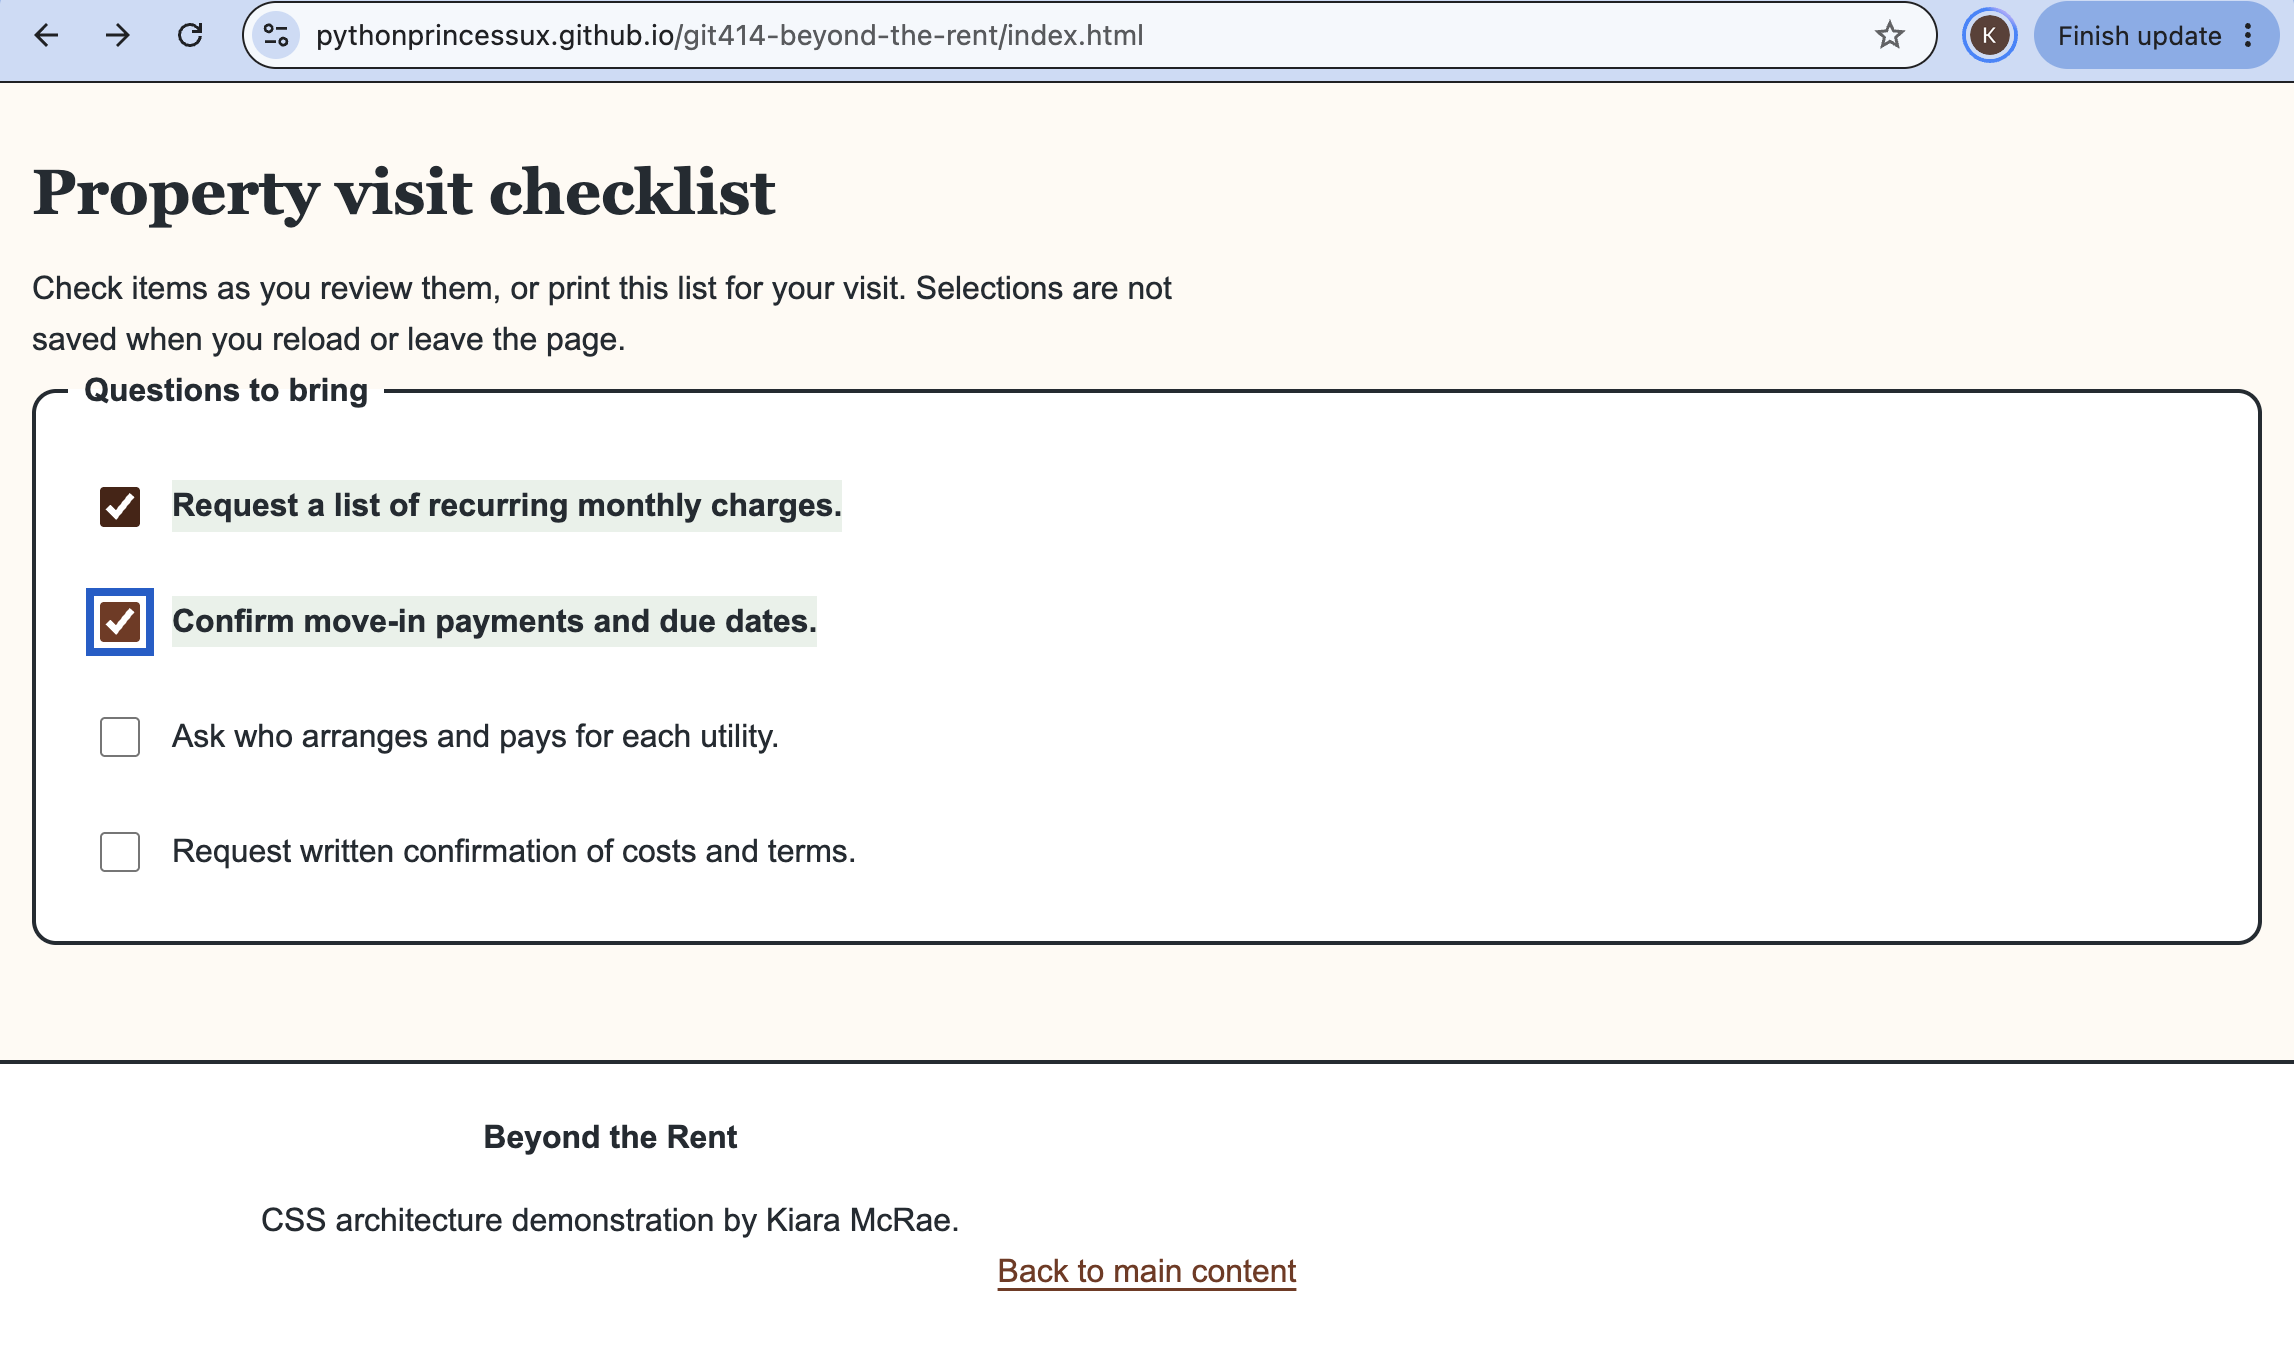 pythonprincessux.github.io/git414-beyond-the-rent/index.html
K
Finish update
Property visit checklist
Check items as you review them, or print this list for your visit. Selections are not
saved when you reload or leave the page.
Questions to bring
Request a list of recurring monthly charges.
Confirm move-in payments and due dates.
Ask who arranges and pays for each utility.
Request written confirmation of costs and terms.
Beyond the Rent
CSS architecture demonstration by Kiara McRae.
Back to main content